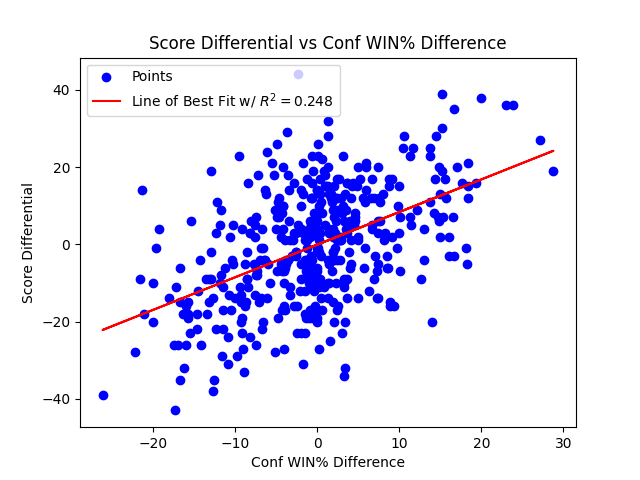 Score Differential vs Conf WIN% Difference
Points
Line of Best Fit w/ R² = 0.248
40
20
0
−20
−40
Score Differential
−20 −10 0 10 20 30
Conf WIN% Difference